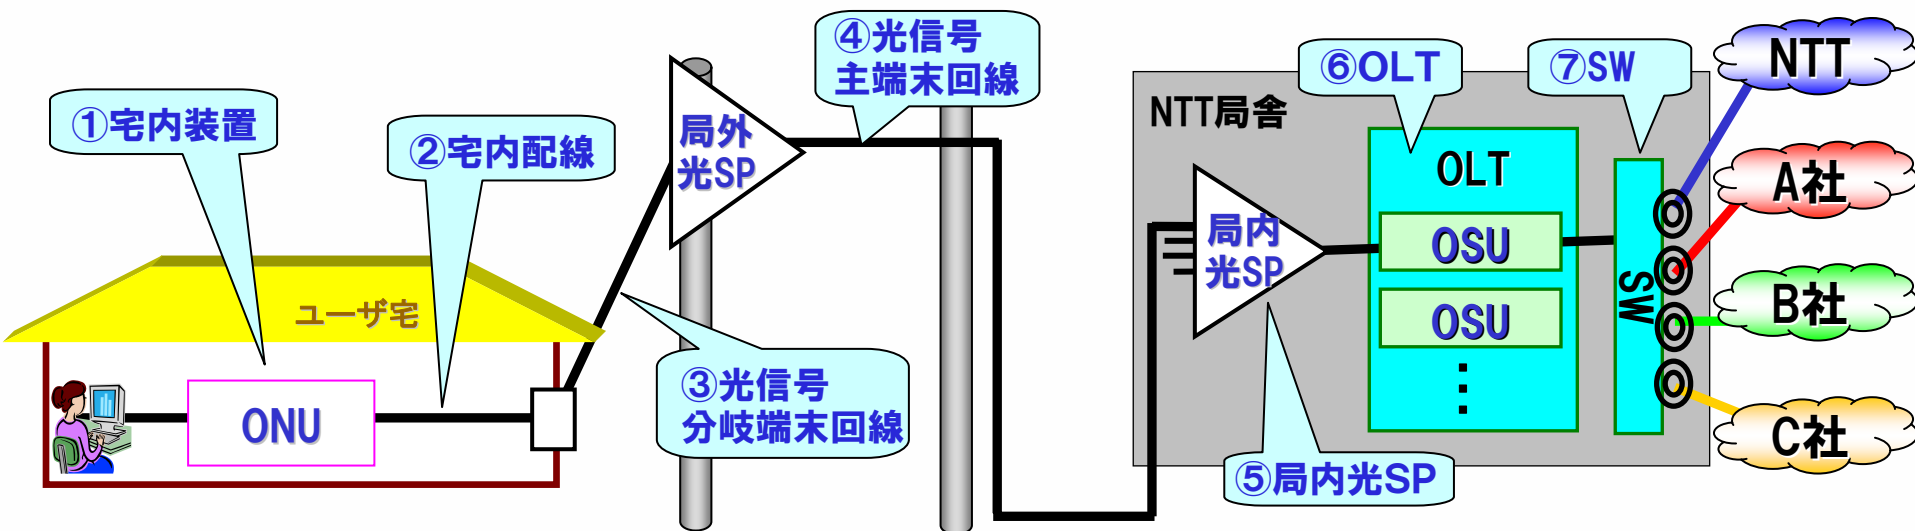 ①宅内装置
②宅内配線
局外
光SP
④光信号
主端末回線
③光信号
分岐端末回線
ユーザ宅
ONU
NTT局舎
⑥OLT
⑦SW
局内
光SP
⑤局内光SP
OLT
OSU
OSU
SW
NTT
A社
B社
C社